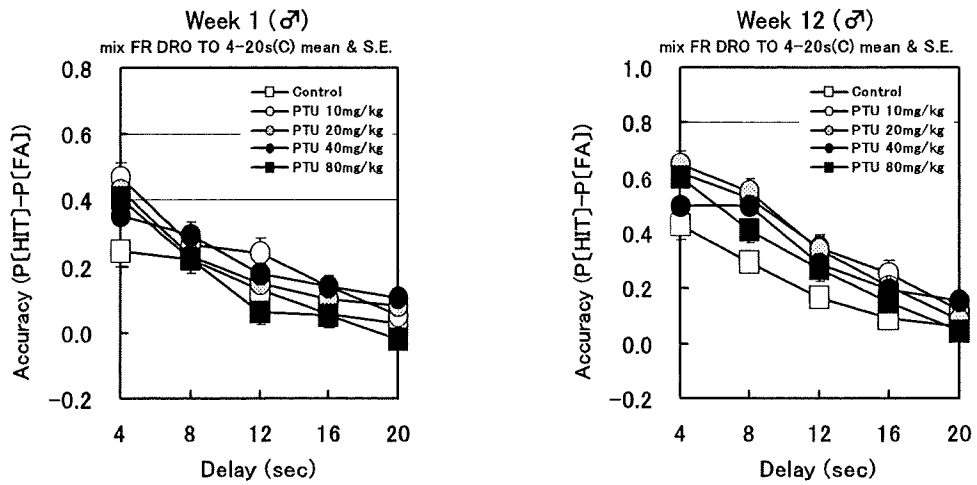 Week 1 (♂)
mix FR DRO TO 4-20s(C) mean & S.E.
0.8
0.6
0.4
0.2
0.0
-0.2
Accuracy (P[HIT]-P[FA])
Control
PTU 10mg/kg
PTU 20mg/kg
PTU 40mg/kg
PTU 80mg/kg
4 8 12 16 20
Delay (sec)
Week 12 (♂)
mix FR DRO TO 4-20s(C) mean & S.E.
1.0
0.8
0.6
0.4
0.2
0.0
-0.2
Accuracy (P[HIT]-P[FA])
Control
PTU 10mg/kg
PTU 20mg/kg
PTU 40mg/kg
PTU 80mg/kg
4 8 12 16 20
Delay (sec)